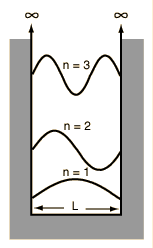 ∞ ∞
n = 3
n = 2
n = 1
L